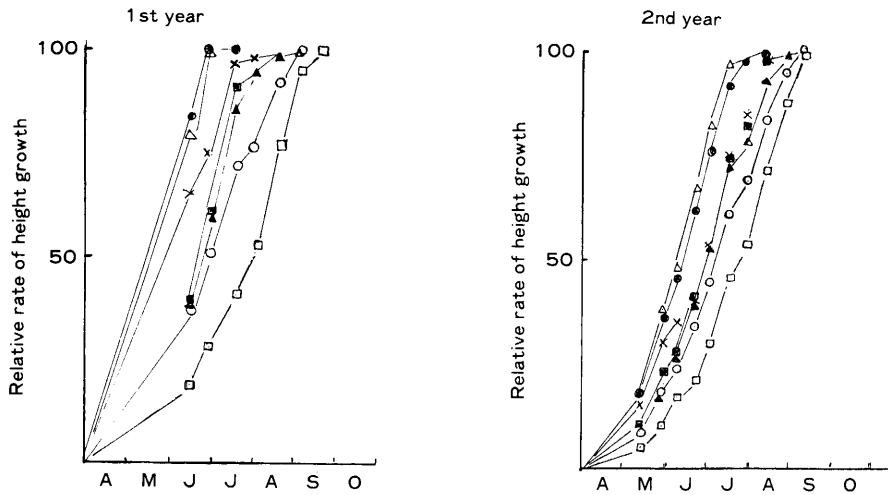 1st year
Relative rate of height growth
100
50
A M J J A S O
2nd year
Relative rate of height growth
100
50
A M J J A S O